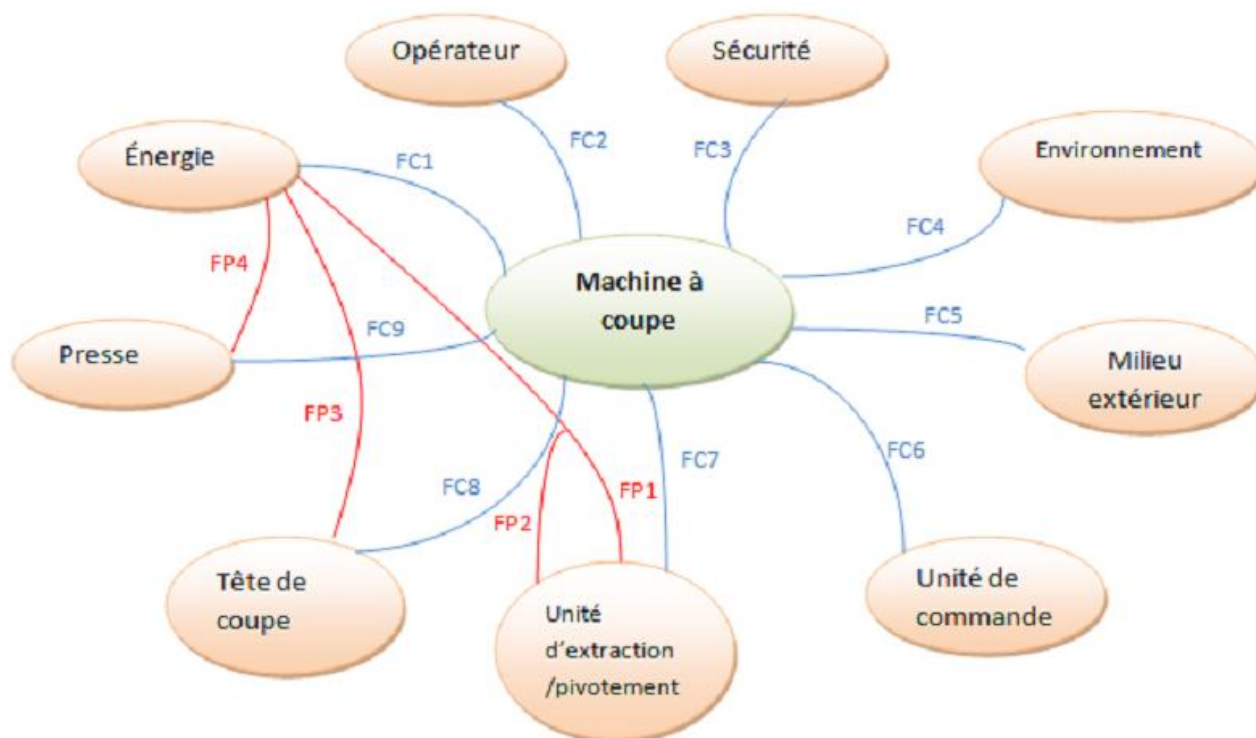 Opérateur
Sécurité
Énergie
Environnement
FC1
FC2
FC3
FC4
FP4
Machine à
coupe
FC9
FC5
Presse
Milieu
extérieur
FP3
FC6
FC8
FP2
FP1
FC7
Tête de
coupe
Unité
d'extraction
/pivotement
Unité de
commande